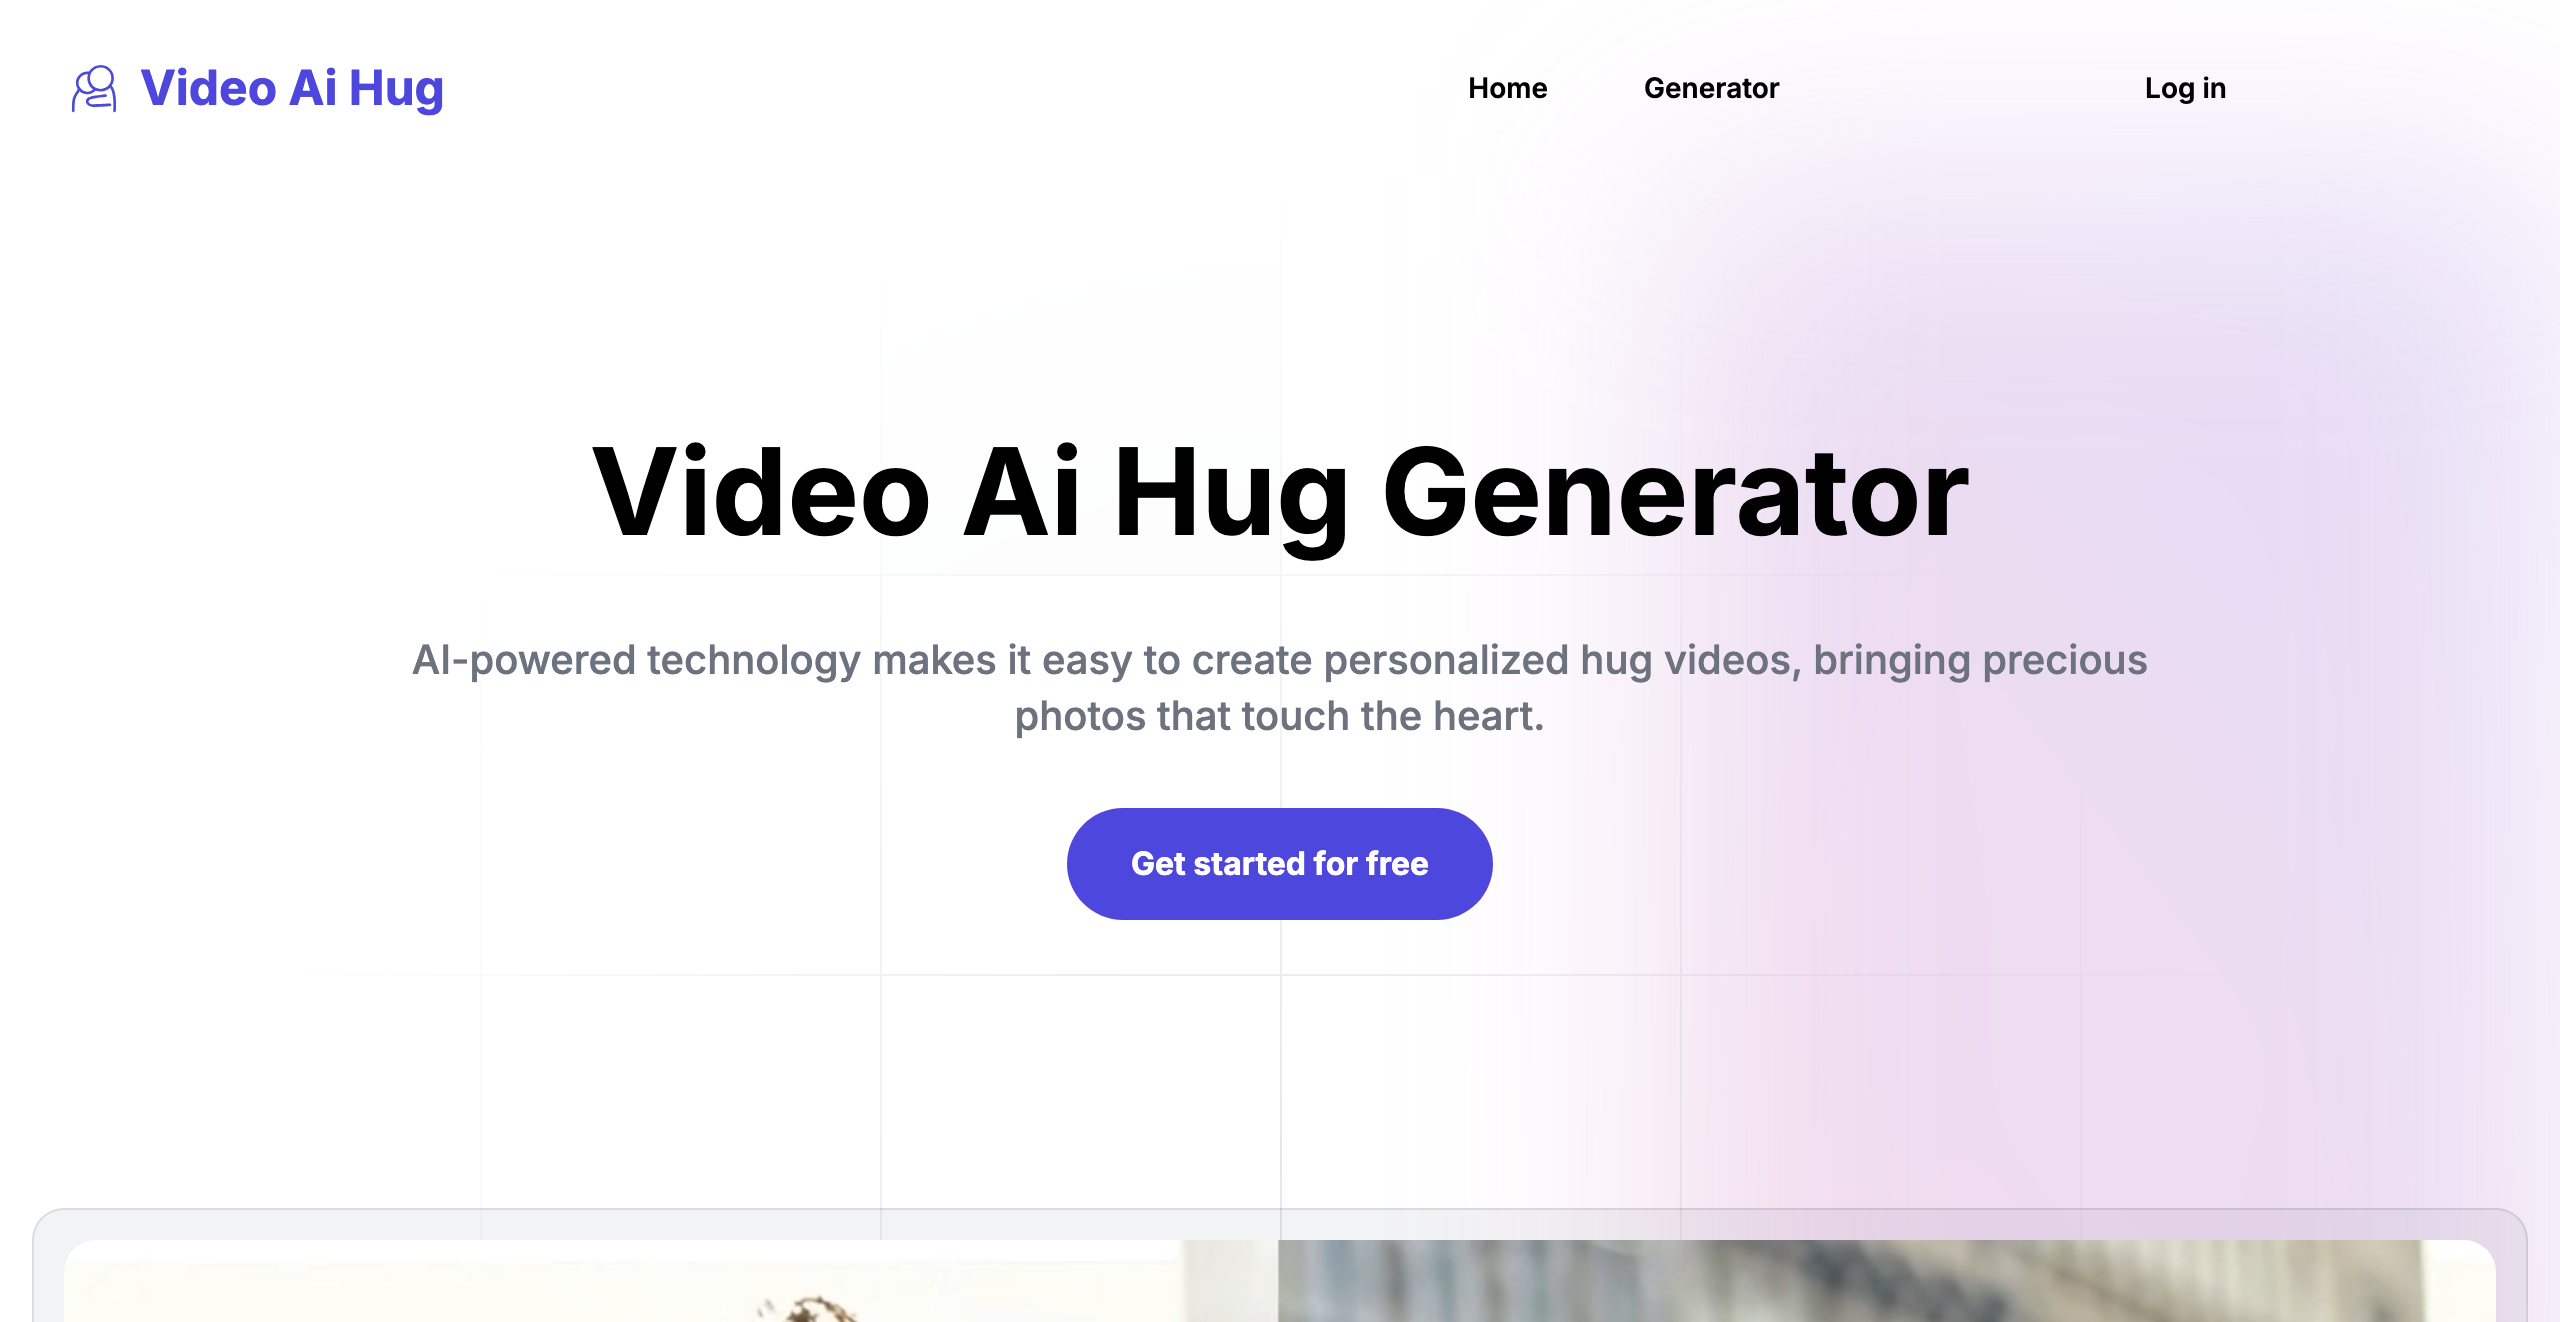 Video Ai Hug
Home
Generator
Log in
Video Ai Hug Generator
AI-powered technology makes it easy to create personalized hug videos, bringing precious
photos that touch the heart.
Get started for free